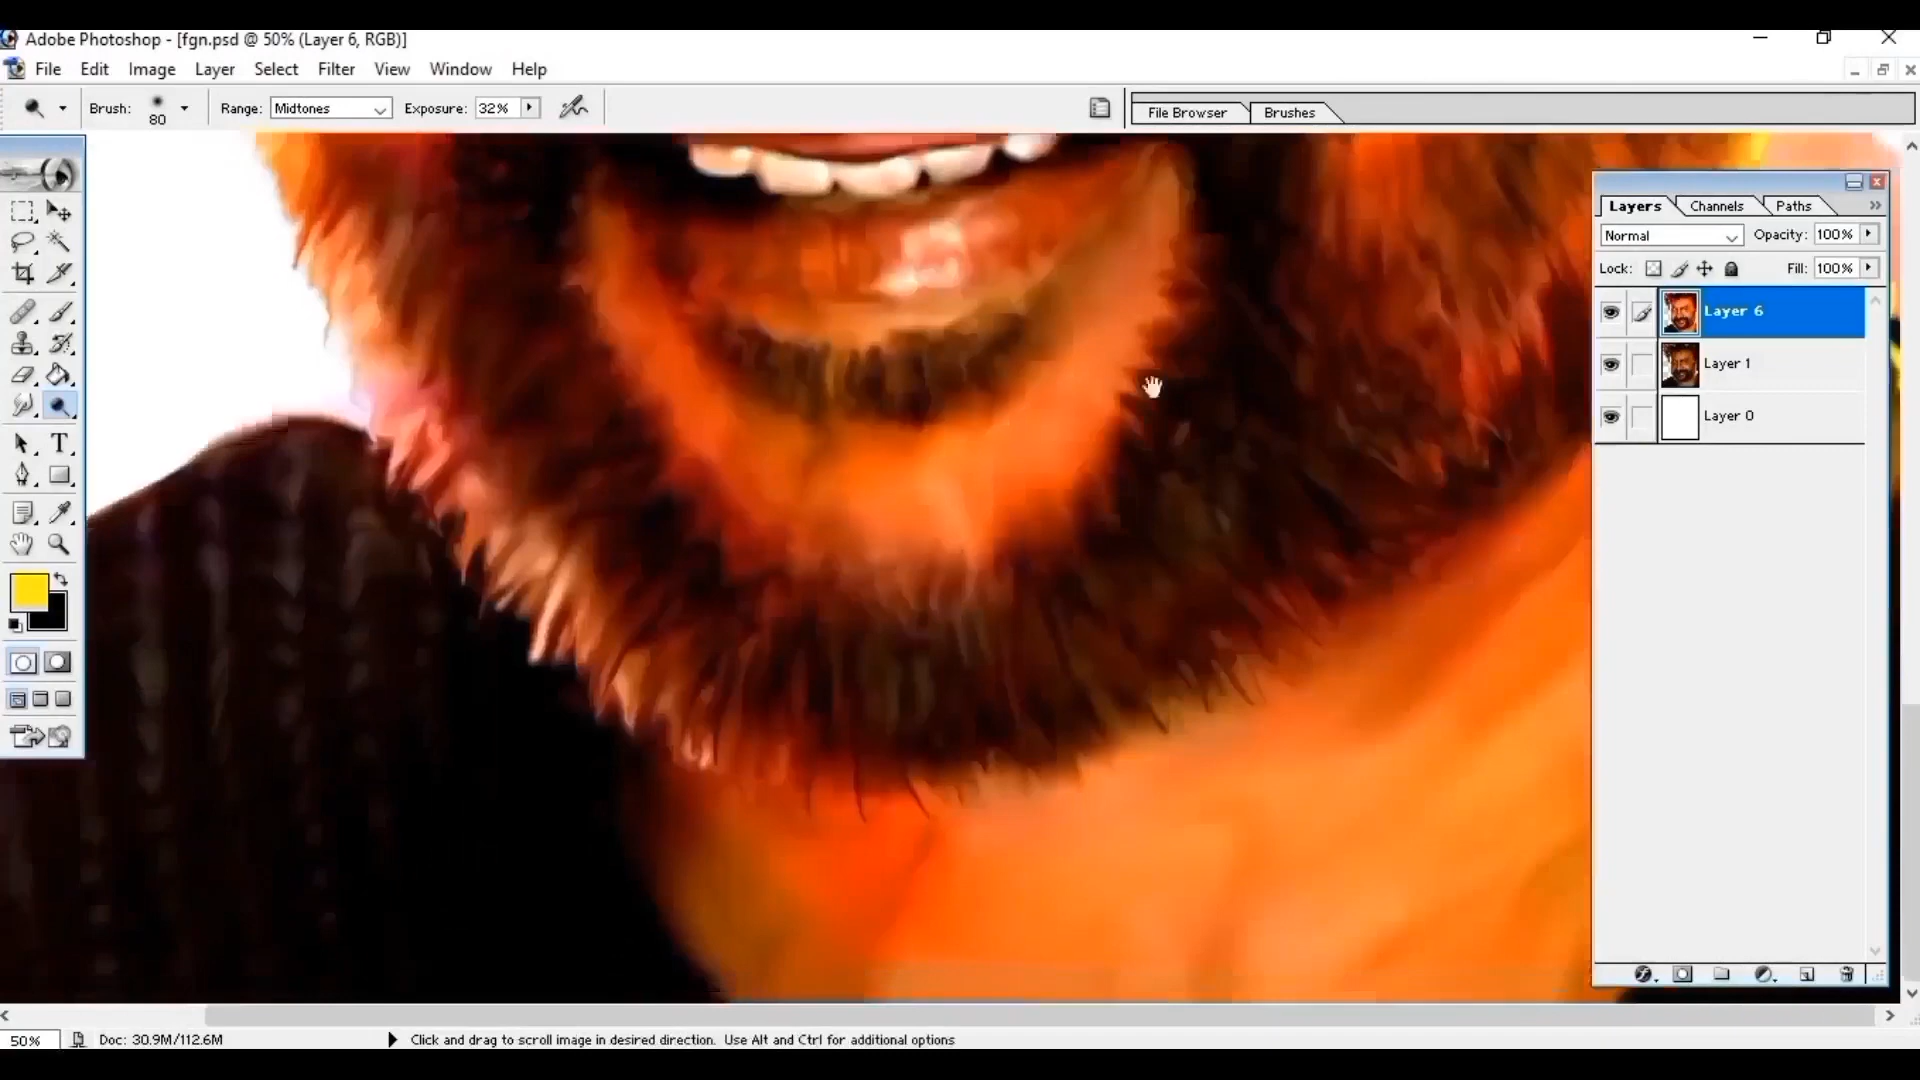 Adobe Photoshop - [fgn.psd @ 50% (Layer 6, RGB)]
File Edit Image Layer Select Filter View Window Help
Brush: 80 Range: Midtones Exposure: 32% File Browser Brushes
Layers Channels Paths
Normal Opacity: 100%
Lock: Fill: 100%
Layer 6
Layer 1
Layer 0
T
50% Doc: 30.9M/112.6M Click and drag to scroll image in desired direction. Use Alt and Ctrl for additional options